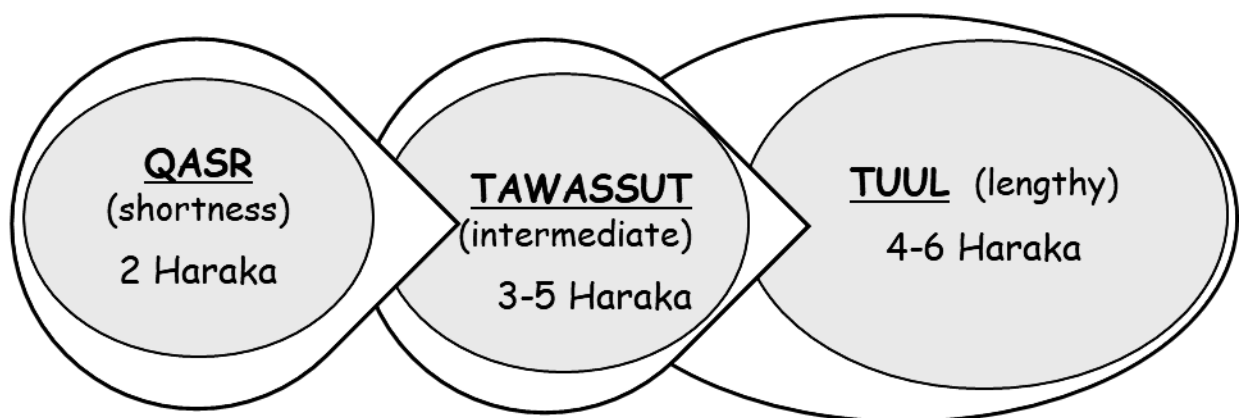 QASR
(shortness)
2 Haraka
TAWASSUT
(intermediate)
3-5 Haraka
TUUL (lengthy)
4-6 Haraka